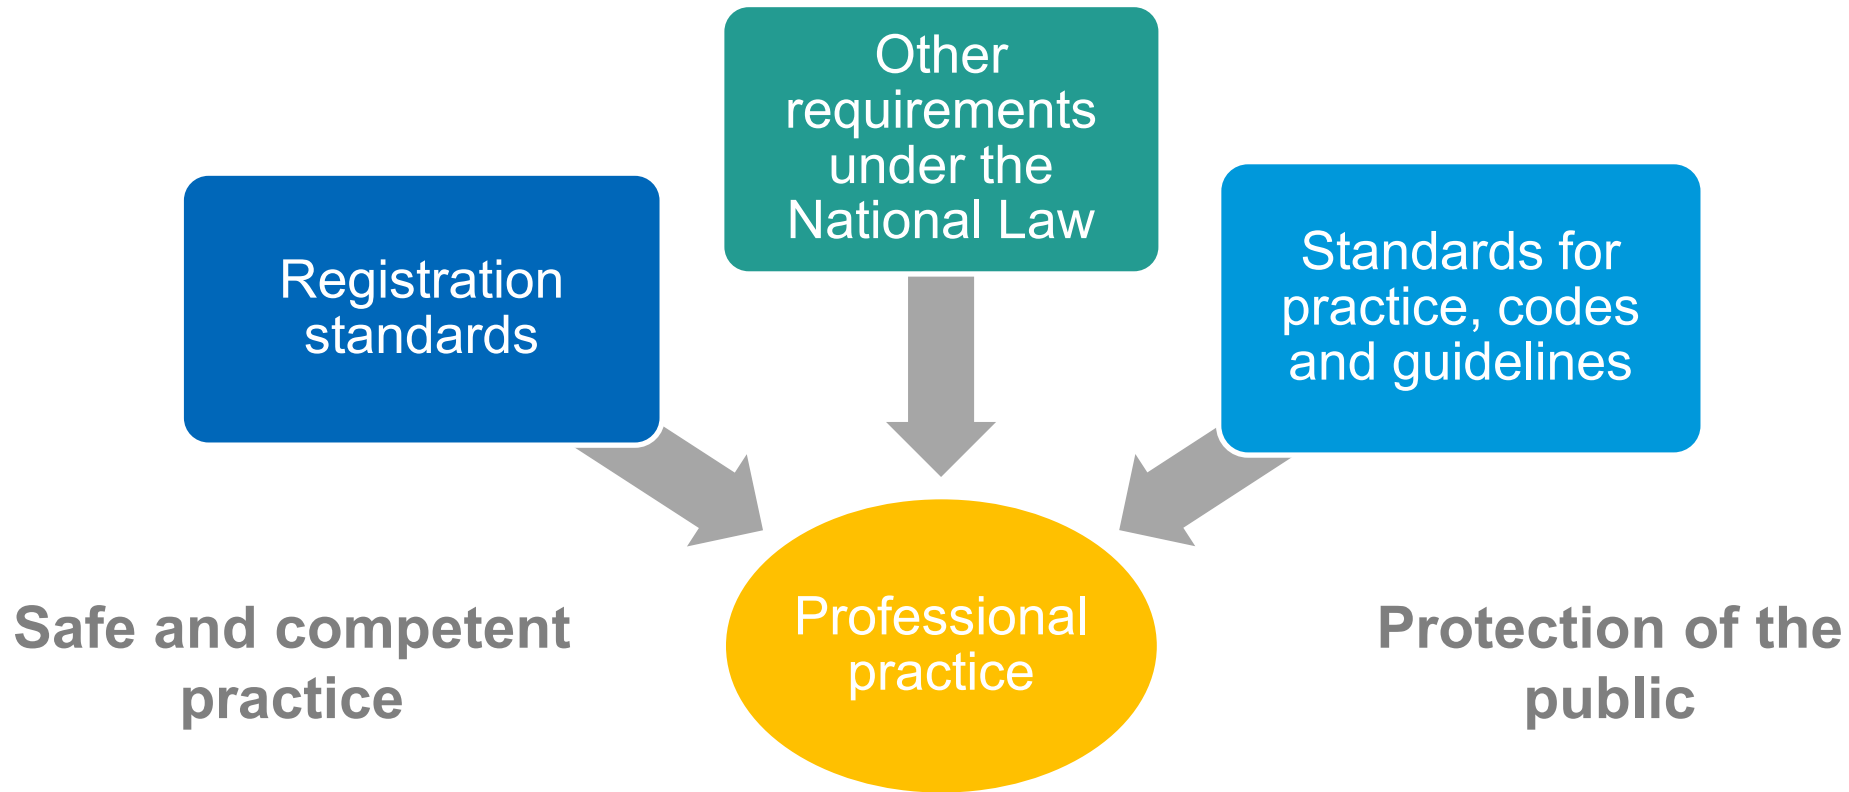 Other
requirements
under the
National Law
Registration
standards
Standards for
practice, codes
and guidelines
Safe and competent
practice
Professional
practice
Protection of the
public